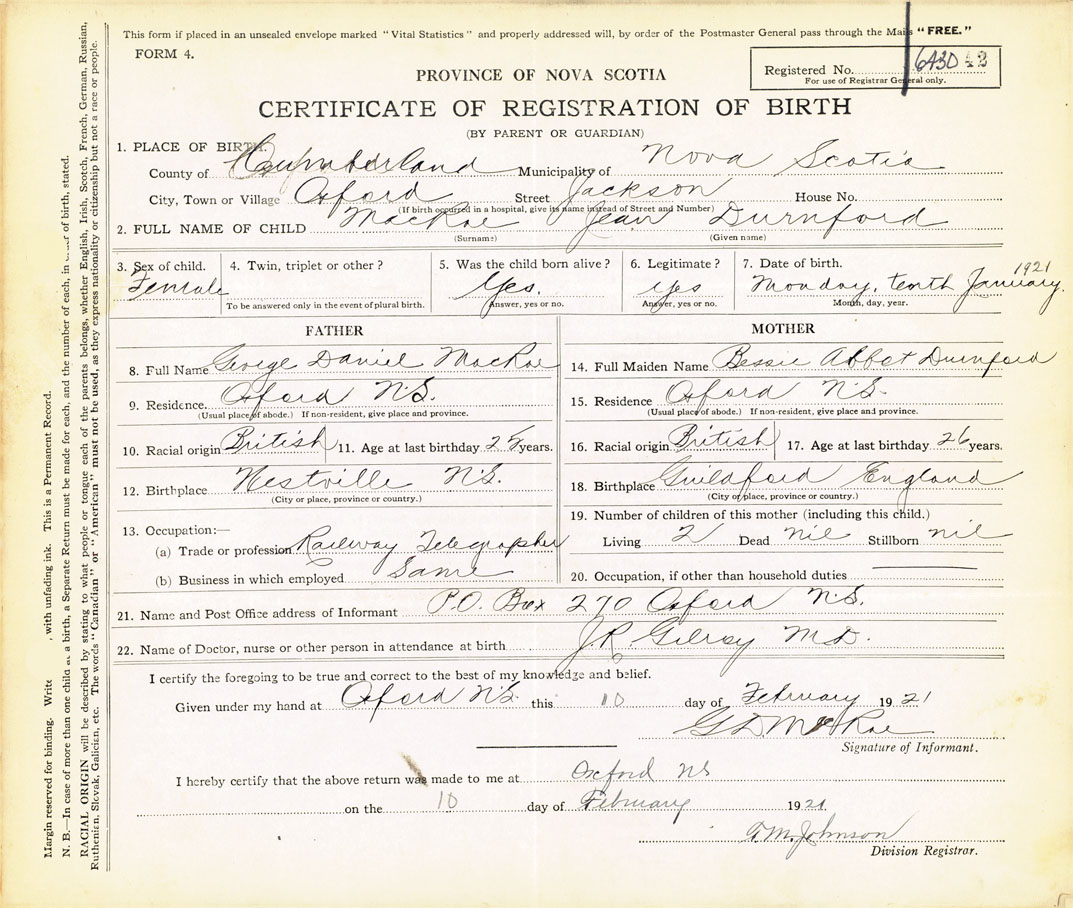 This form if placed in an unsealed envelope marked "Vital Statistics" and properly addressed will, by order of the Postmaster General pass through the Mails "FREE."
FORM 4.
PROVINCE OF NOVA SCOTIA
Registered No. 6430 43
For use of Registrar General only.
CERTIFICATE OF REGISTRATION OF BIRTH
(BY PARENT OR GUARDIAN)
1. PLACE OF BIRTH:
County of Cumberland Municipality of Nova Scotia
City, Town or Village Oxford Street Jackson House No.
(If birth occurred in a hospital, give its name instead of Street and Number)
2. FULL NAME OF CHILD MacRae Jean Durnford
(Surname) (Given name)
3. Sex of child. Female
4. Twin, triplet or other?
To be answered only in the event of plural birth.
5. Was the child born alive? Yes.
Answer, yes or no.
6. Legitimate? yes
Answer, yes or no.
7. Date of birth. 1921
Monday, tenth January.
Month, day, year.
FATHER
8. Full Name George Daniel MacRae
9. Residence. Oxford N.S.
(Usual place of abode.) If non-resident, give place and province.
10. Racial origin British 11. Age at last birthday years.
12. Birthplace Westville N.S.
(City or place, province or country.)
13. Occupation:—
(a) Trade or profession Railway Telegrapher
(b) Business in which employed Same
MOTHER
14. Full Maiden Name Bessie Abbot Durnford
15. Residence Oxford N.S.
(Usual place of abode.) If non-resident, give place and province.
16. Racial origin British 17. Age at last birthday 26 years.
18. Birthplace Guildford England
(City or place, province or country.)
19. Number of children of this mother (including this child.)
Living 2 Dead nil Stillborn nil
20. Occupation, if other than household duties
21. Name and Post Office address of Informant P.O. Box 270 Oxford N.S.
22. Name of Doctor, nurse or other person in attendance at birth J.R. Gilroy M.D.
I certify the foregoing to be true and correct to the best of my knowledge and belief.
Given under my hand at Oxford N.S. this 10 day of February 1921
G D MacRae
Signature of Informant.
I hereby certify that the above return was made to me at Oxford NS
on the 10 day of February 1921
Johnson
Division Registrar.
Margin reserved for binding. Write with unfading ink. This is a Permanent Record.
N. B.—In case of more than one child at a birth, a Separate Return must be made for each, and the number of each, in order of birth, stated.
RACIAL ORIGIN will be described by stating to what people or tongue each of the parents belongs, whether English, Irish, Scotch, French, German, Russian,
Ruthenian, Slovak, Galician, etc. The words "Canadian" or "American" must not be used, as they express nationality or citizenship but not a race or people.